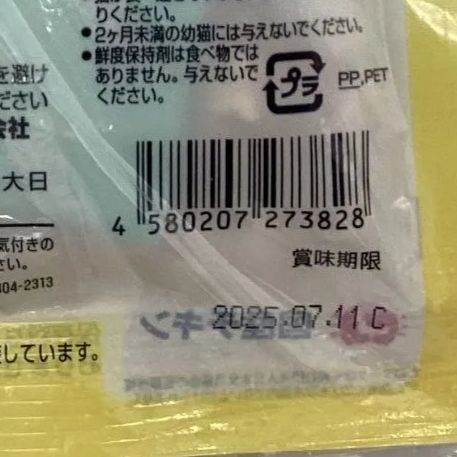 りください。
●2ヶ月未満の幼猫には与えないでください。
●鮮度保持剤は食べ物では
ありません。与えないで
ください。
を避け
ださい
会社
大日
気付きの
さい。
304-2313
しています。
プラ
PP,PET
4 580207 273828
賞味期限
2025.07.11 C